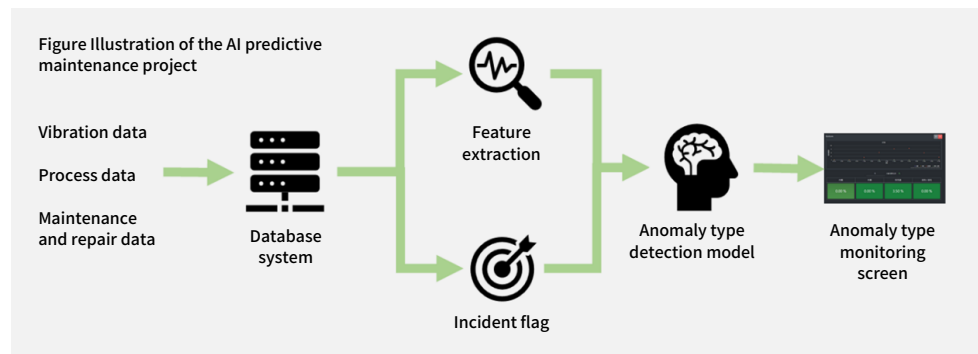 Figure Illustration of the AI predictive
maintenance project
Vibration data
Process data
Maintenance
and repair data
Database
system
Feature
extraction
Incident flag
Anomaly type
detection model
Anomaly type
monitoring
screen